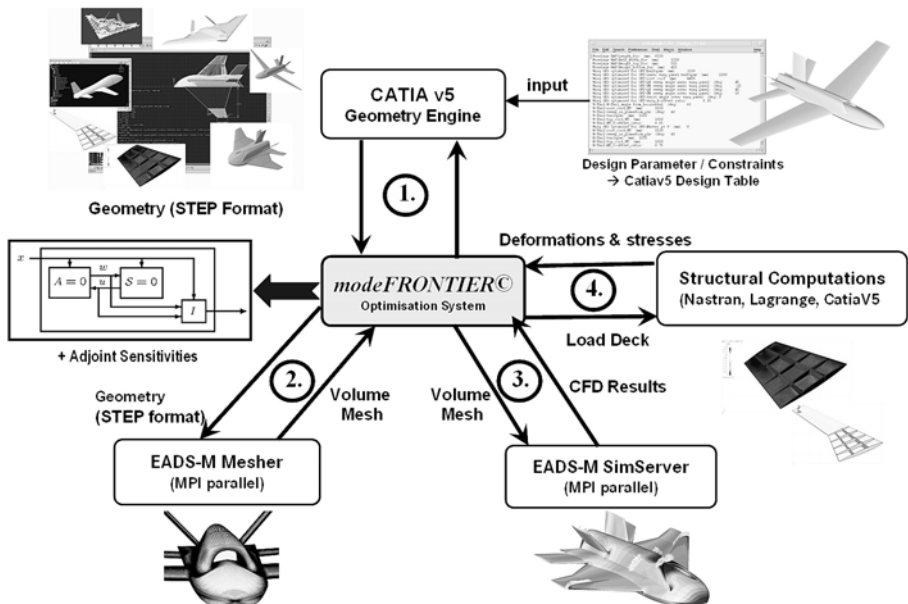 CATIA v5
Geometry Engine
input
Design Parameter / Constraints
→ Catiav5 Design Table
Geometry (STEP Format)
1.
x
A = 0
w
u
S = 0
I
+ Adjoint Sensitivities
modeFRONTIER©
Optimisation System
Deformations & stresses
4.
Load Deck
Structural Computations
(Nastran, Lagrange, CatiaV5)
Geometry
(STEP format)
2.
Volume
Mesh
Volume
Mesh
3.
CFD Results
EADS-M Mesher
(MPI parallel)
EADS-M SimServer
(MPI parallel)